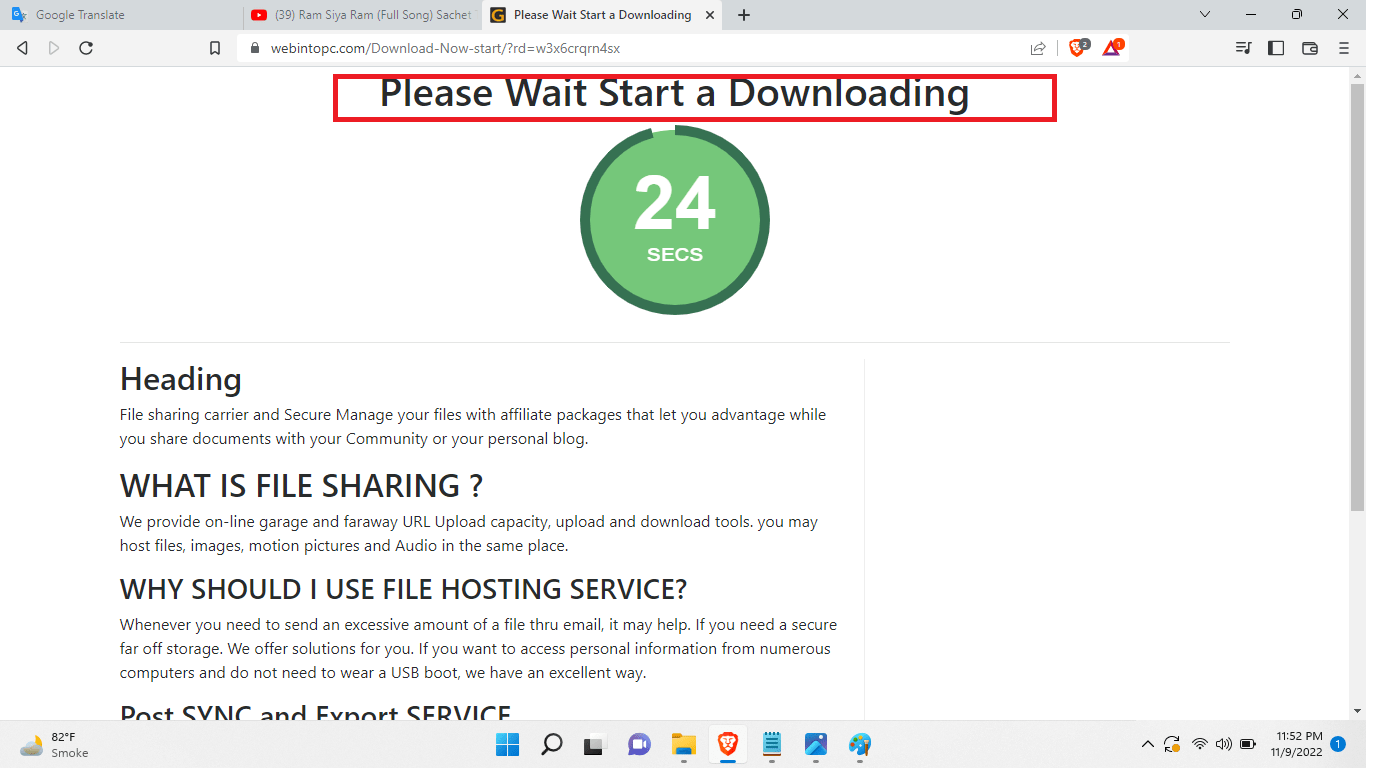 Google Translate
(39) Ram Siya Ram (Full Song) Sachet
Please Wait Start a Downloading
webintopc.com/Download-Now-start/?rd=w3x6crqrn4sx
2
1
Please Wait Start a Downloading
24
SECS
Heading
File sharing carrier and Secure Manage your files with affiliate packages that let you advantage while
you share documents with your Community or your personal blog.
WHAT IS FILE SHARING ?
We provide on-line garage and faraway URL Upload capacity, upload and download tools. you may
host files, images, motion pictures and Audio in the same place.
WHY SHOULD I USE FILE HOSTING SERVICE?
Whenever you need to send an excessive amount of a file thru email, it may help. If you need a secure
far off storage. We offer solutions for you. If you want to access personal information from numerous
computers and do not need to wear a USB boot, we have an excellent way.
Post SYNC and Export SERVICE
82°F
Smoke
11:52 PM
11/9/2022
1